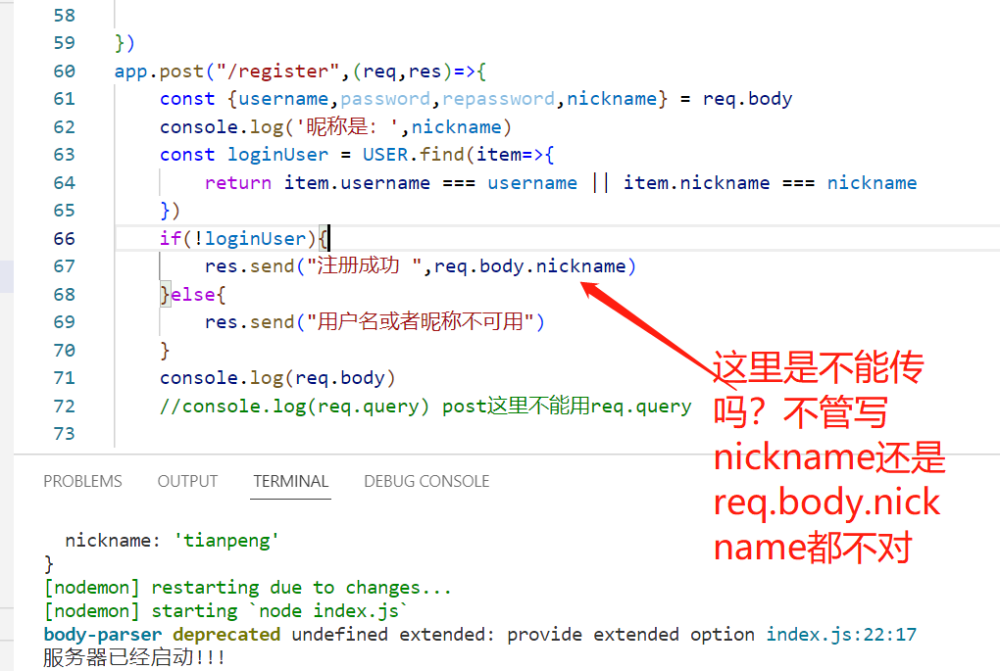 58
59 })
60 app.post("/register",(req,res)=>{
61 const {username,password,repassword,nickname} = req.body
62 console.log('昵称是: ',nickname)
63 const loginUser = USER.find(item=>{
64 return item.username === username || item.nickname === nickname
65 })
66 if(!loginUser){
67 res.send("注册成功 ",req.body.nickname)
68 }else{
69 res.send("用户名或者昵称不可用")
70 }
71 console.log(req.body)
72 //console.log(req.query) post这里不能用req.query
73
这里是不能传
吗？不管写
nickname还是
req.body.nick
name都不对
PROBLEMS OUTPUT TERMINAL DEBUG CONSOLE
nickname: 'tianpeng'
}
[nodemon] restarting due to changes...
[nodemon] starting `node index.js`
body-parser deprecated undefined extended: provide extended option index.js:22:17
服务器已经启动!!!